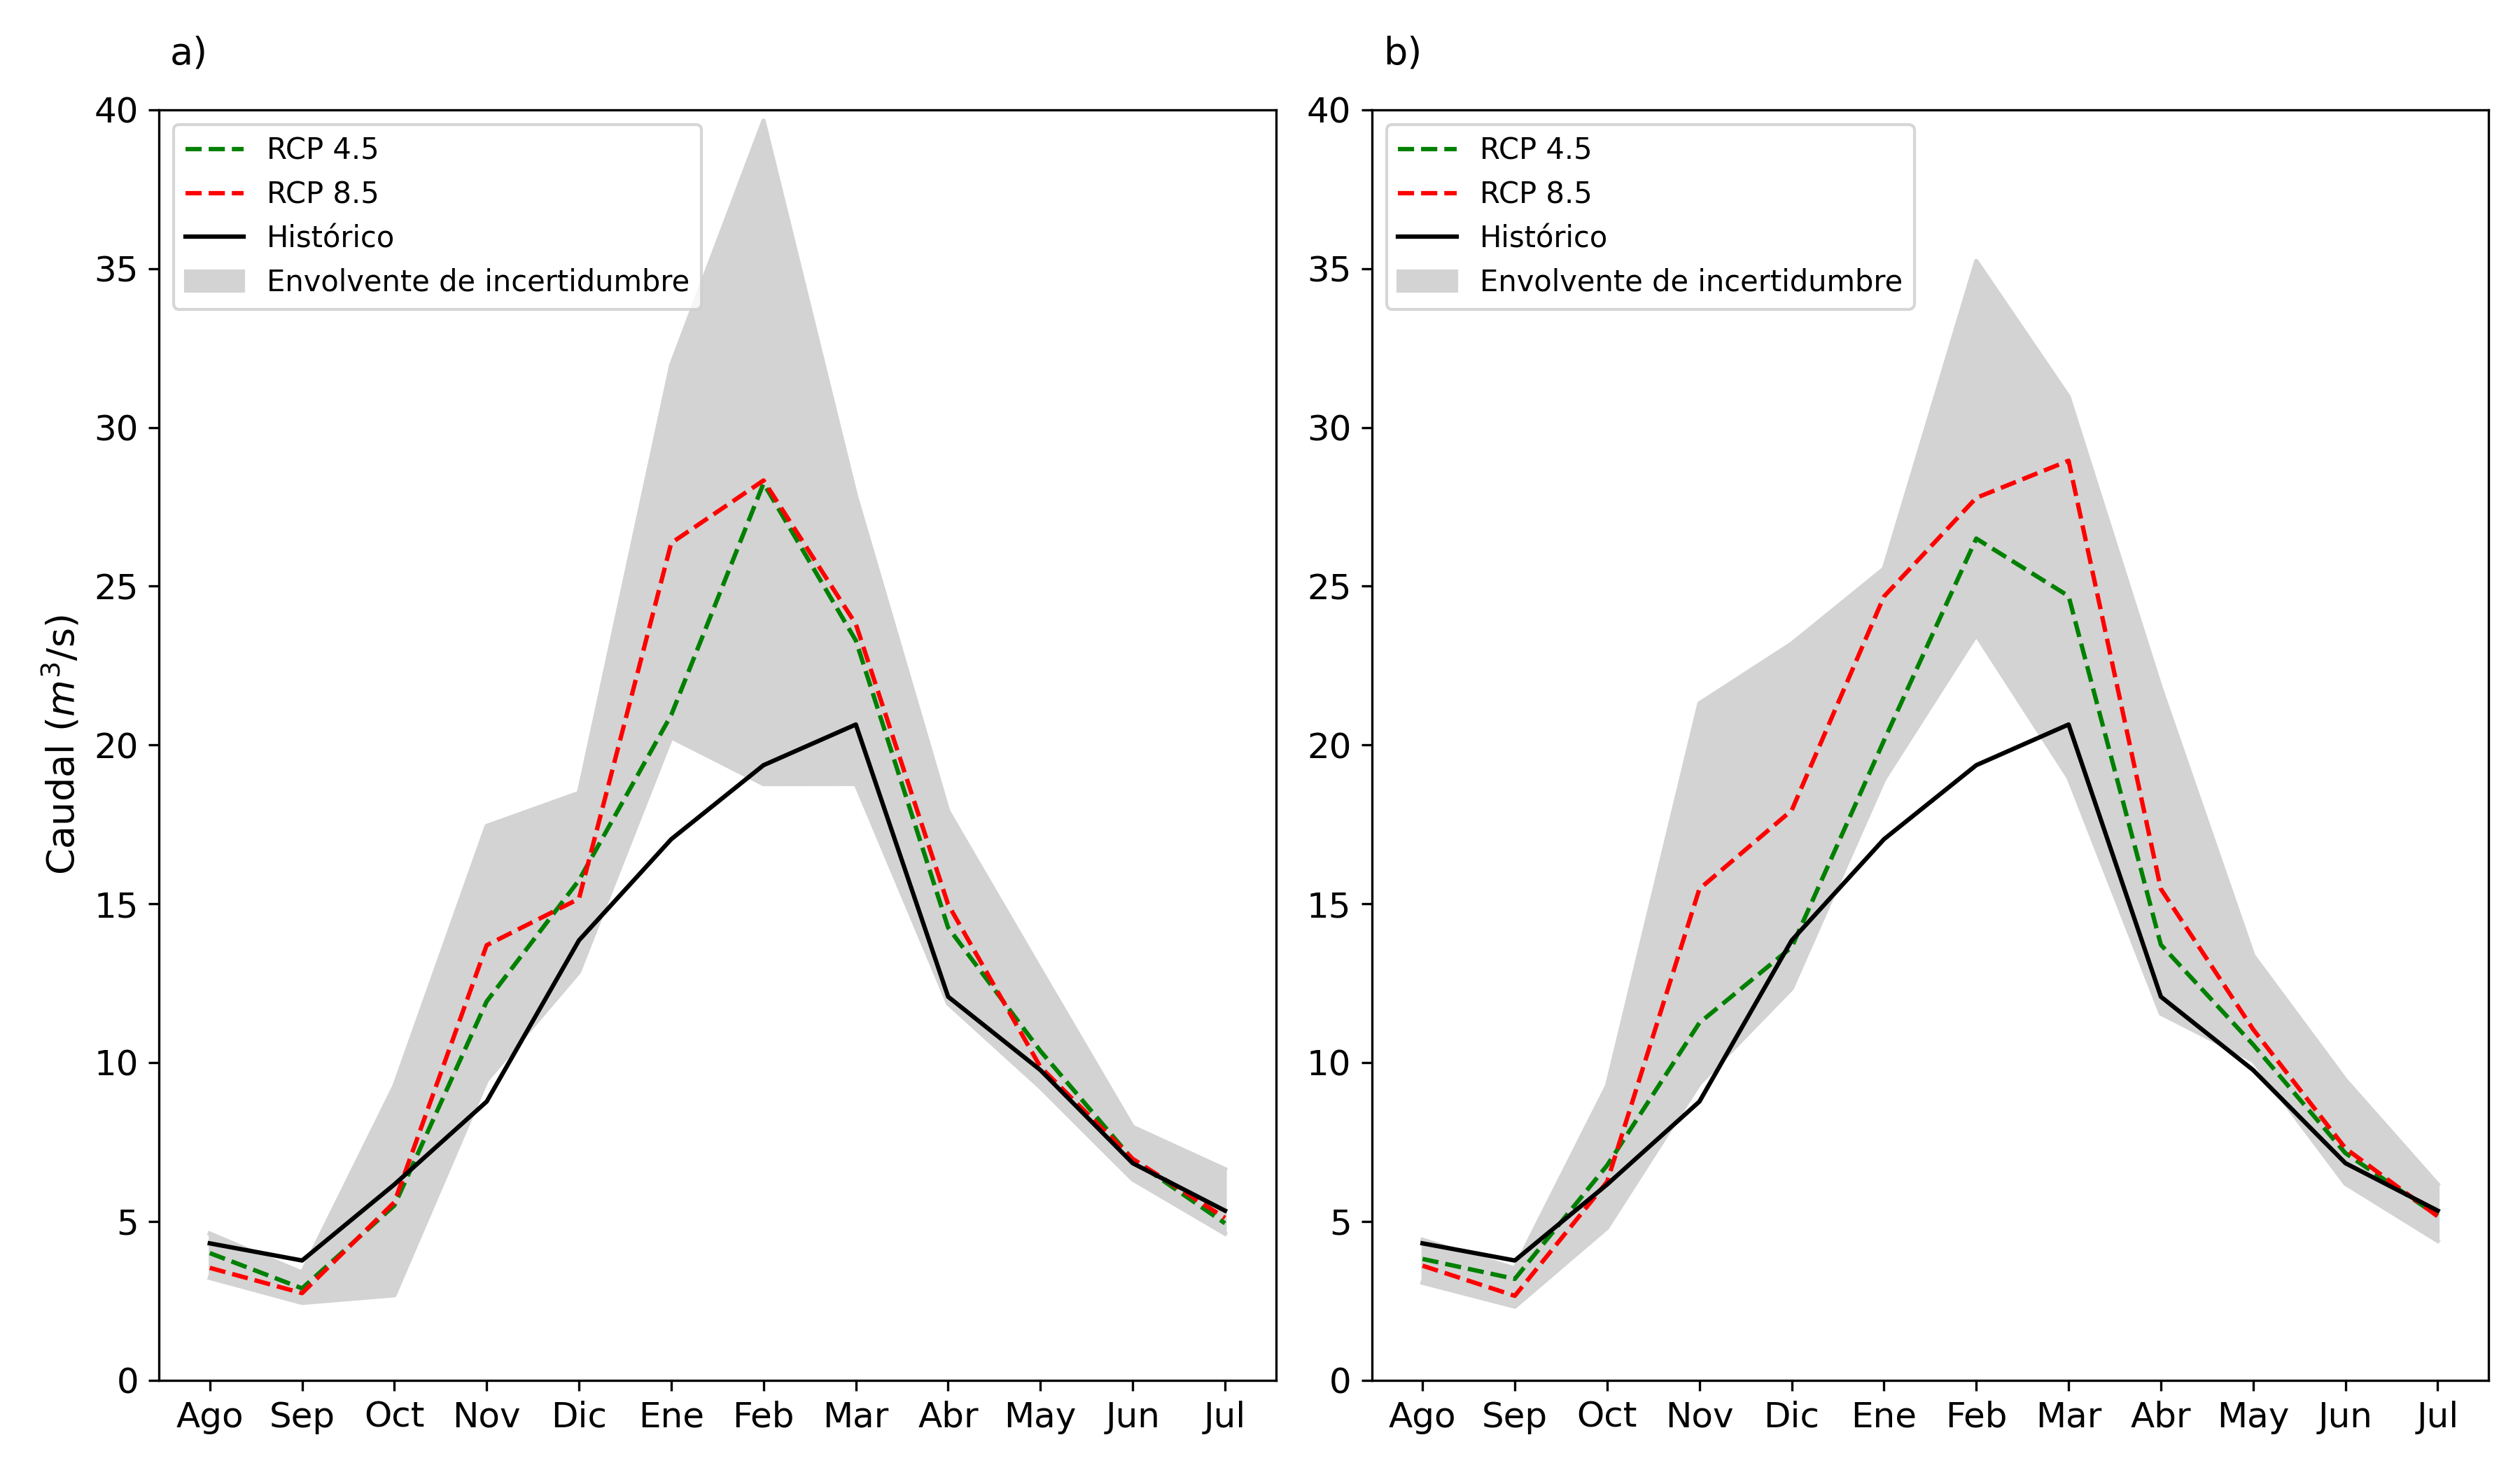 a)
40
35
30
25
20
15
10
5
0
Caudal (m³/s)
RCP 4.5
RCP 8.5
Histórico
Envolvente de incertidumbre
Ago Sep Oct Nov Dic Ene Feb Mar Abr May Jun Jul
b)
40
35
30
25
20
15
10
5
0
RCP 4.5
RCP 8.5
Histórico
Envolvente de incertidumbre
Ago Sep Oct Nov Dic Ene Feb Mar Abr May Jun Jul